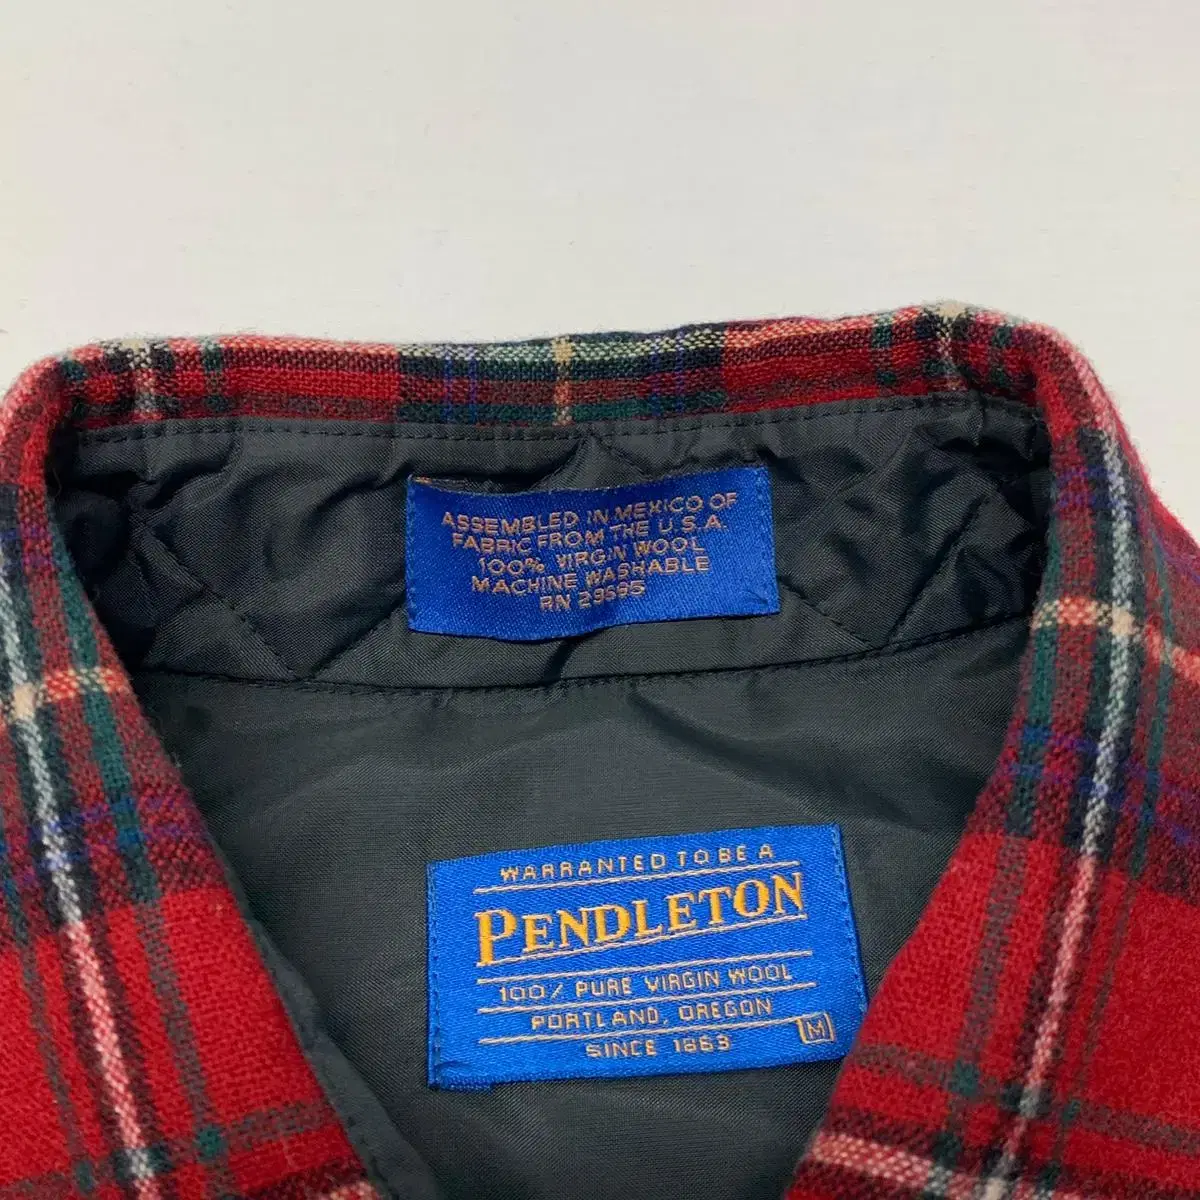 ASSEMBLED IN MEXICO OF
FABRIC FROM THE U.S.A.
100% VIRGIN WOOL
MACHINE WASHABLE
RN 29685
WARRANTED TO BE A
PENDLETON
100% PURE VIRGIN WOOL
PORTLAND, OREGON
SINCE 1863
M